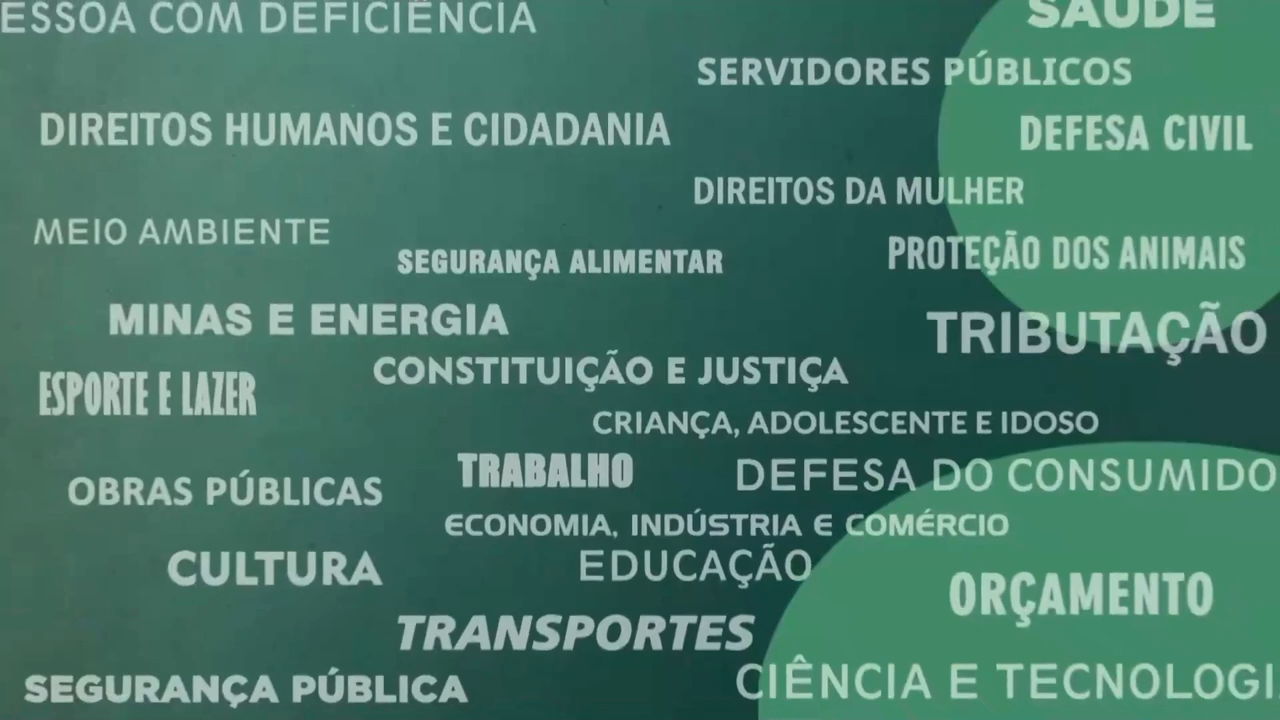 ESSOA COM DEFICIÊNCIA
SAÚDE
SERVIDORES PÚBLICOS
DIREITOS HUMANOS E CIDADANIA
DEFESA CIVIL
DIREITOS DA MULHER
MEIO AMBIENTE
SEGURANÇA ALIMENTAR
PROTEÇÃO DOS ANIMAIS
MINAS E ENERGIA
TRIBUTAÇÃO
CONSTITUIÇÃO E JUSTIÇA
ESPORTE E LAZER
CRIANÇA, ADOLESCENTE E IDOSO
TRABALHO
DEFESA DO CONSUMIDO
OBRAS PÚBLICAS
ECONOMIA, INDÚSTRIA E COMÉRCIO
CULTURA
EDUCAÇÃO
ORÇAMENTO
TRANSPORTES
CIÊNCIA E TECNOLOGI
SEGURANÇA PÚBLICA